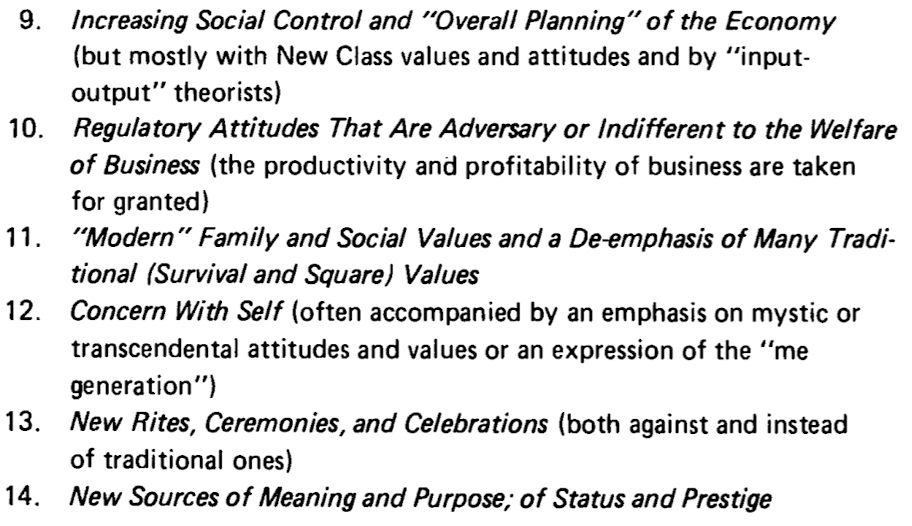 9. Increasing Social Control and "Overall Planning" of the Economy
(but mostly with New Class values and attitudes and by "input-
output" theorists)
10. Regulatory Attitudes That Are Adversary or Indifferent to the Welfare
of Business (the productivity and profitability of business are taken
for granted)
11. "Modern" Family and Social Values and a De-emphasis of Many Tradi-
tional (Survival and Square) Values
12. Concern With Self (often accompanied by an emphasis on mystic or
transcendental attitudes and values or an expression of the "me
generation")
13. New Rites, Ceremonies, and Celebrations (both against and instead
of traditional ones)
14. New Sources of Meaning and Purpose; of Status and Prestige